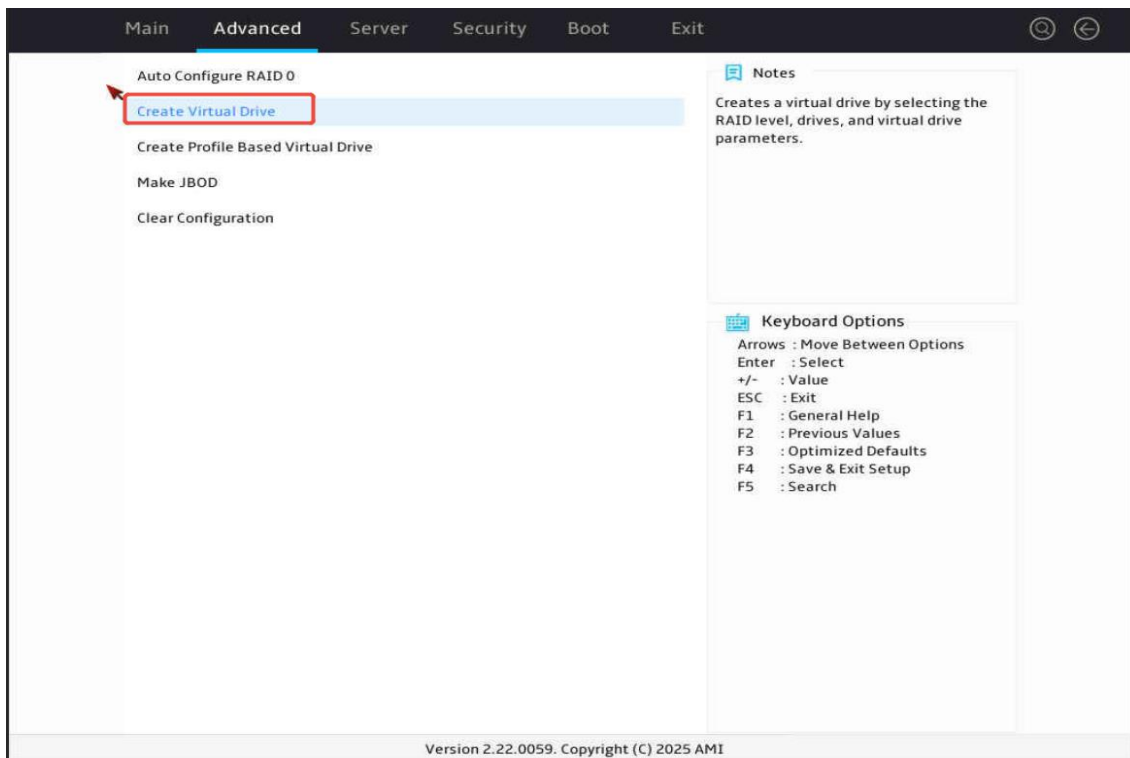 Main Advanced Server Security Boot Exit
Auto Configure RAID 0
Create Virtual Drive
Create Profile Based Virtual Drive
Make JBOD
Clear Configuration
Notes
Creates a virtual drive by selecting the
RAID level, drives, and virtual drive
parameters.
Keyboard Options
Arrows : Move Between Options
Enter : Select
+/- : Value
ESC : Exit
F1 : General Help
F2 : Previous Values
F3 : Optimized Defaults
F4 : Save & Exit Setup
F5 : Search
Version 2.22.0059. Copyright (C) 2025 AMI